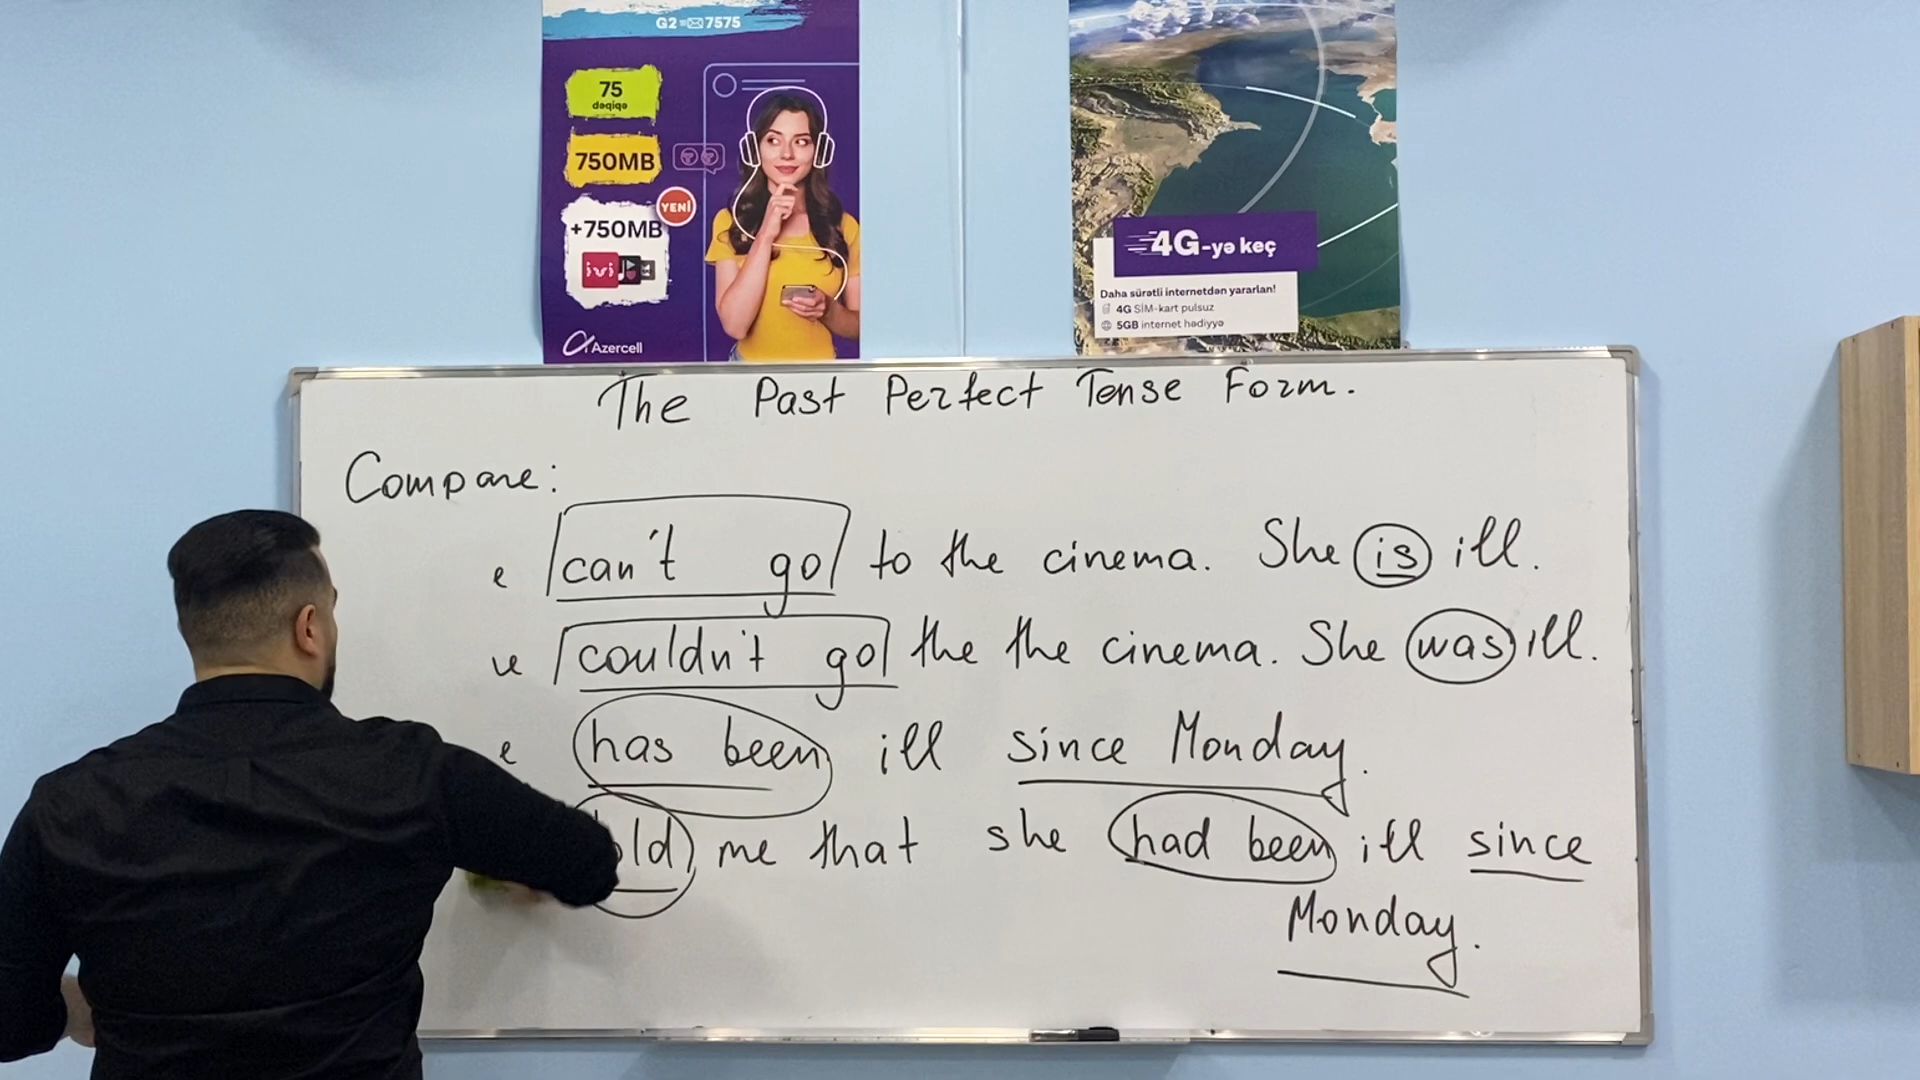 G2=✉7575
75
dəqiqə
750MB
YENİ
+750MB
ivi
Azercell
4G-yə keç
Daha sürətli internetdən yararlan!
4G SİM-kart pulsuz
5GB internet hədiyyə
The Past Perfect Tense Form.
Compare:
e can't go to the cinema. She is ill.
couldn't go the the cinema. She was ill.
e has been ill since Monday.
old me that she had been ill since
Monday.